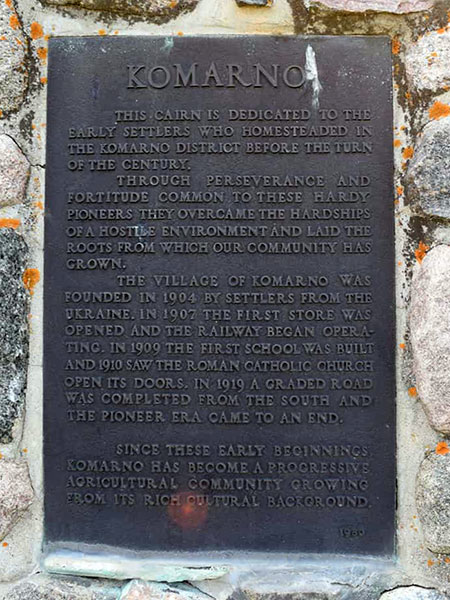 KOMARNO
THIS CAIRN IS DEDICATED TO THE
EARLY SETTLERS WHO HOMESTEADED IN
THE KOMARNO DISTRICT BEFORE THE TURN
OF THE CENTURY.
THROUGH PERSEVERANCE AND
FORTITUDE COMMON TO THESE HARDY
PIONEERS THEY OVERCAME THE HARDSHIPS
OF A HOSTILE ENVIRONMENT AND LAID THE
ROOTS FROM WHICH OUR COMMUNITY HAS
GROWN.
THE VILLAGE OF KOMARNO WAS
FOUNDED IN 1904 BY SETTLERS FROM THE
UKRAINE. IN 1907 THE FIRST STORE WAS
OPENED AND THE RAILWAY BEGAN OPERA-
TING. IN 1909 THE FIRST SCHOOL WAS BUILT
AND 1910 SAW THE ROMAN CATHOLIC CHURCH
OPEN ITS DOORS. IN 1919 A GRADED ROAD
WAS COMPLETED FROM THE SOUTH AND
THE PIONEER ERA CAME TO AN END.
SINCE THESE EARLY BEGINNINGS
KOMARNO HAS BECOME A PROGRESSIVE
AGRICULTURAL COMMUNITY GROWING
FROM ITS RICH CULTURAL BACKGROUND.